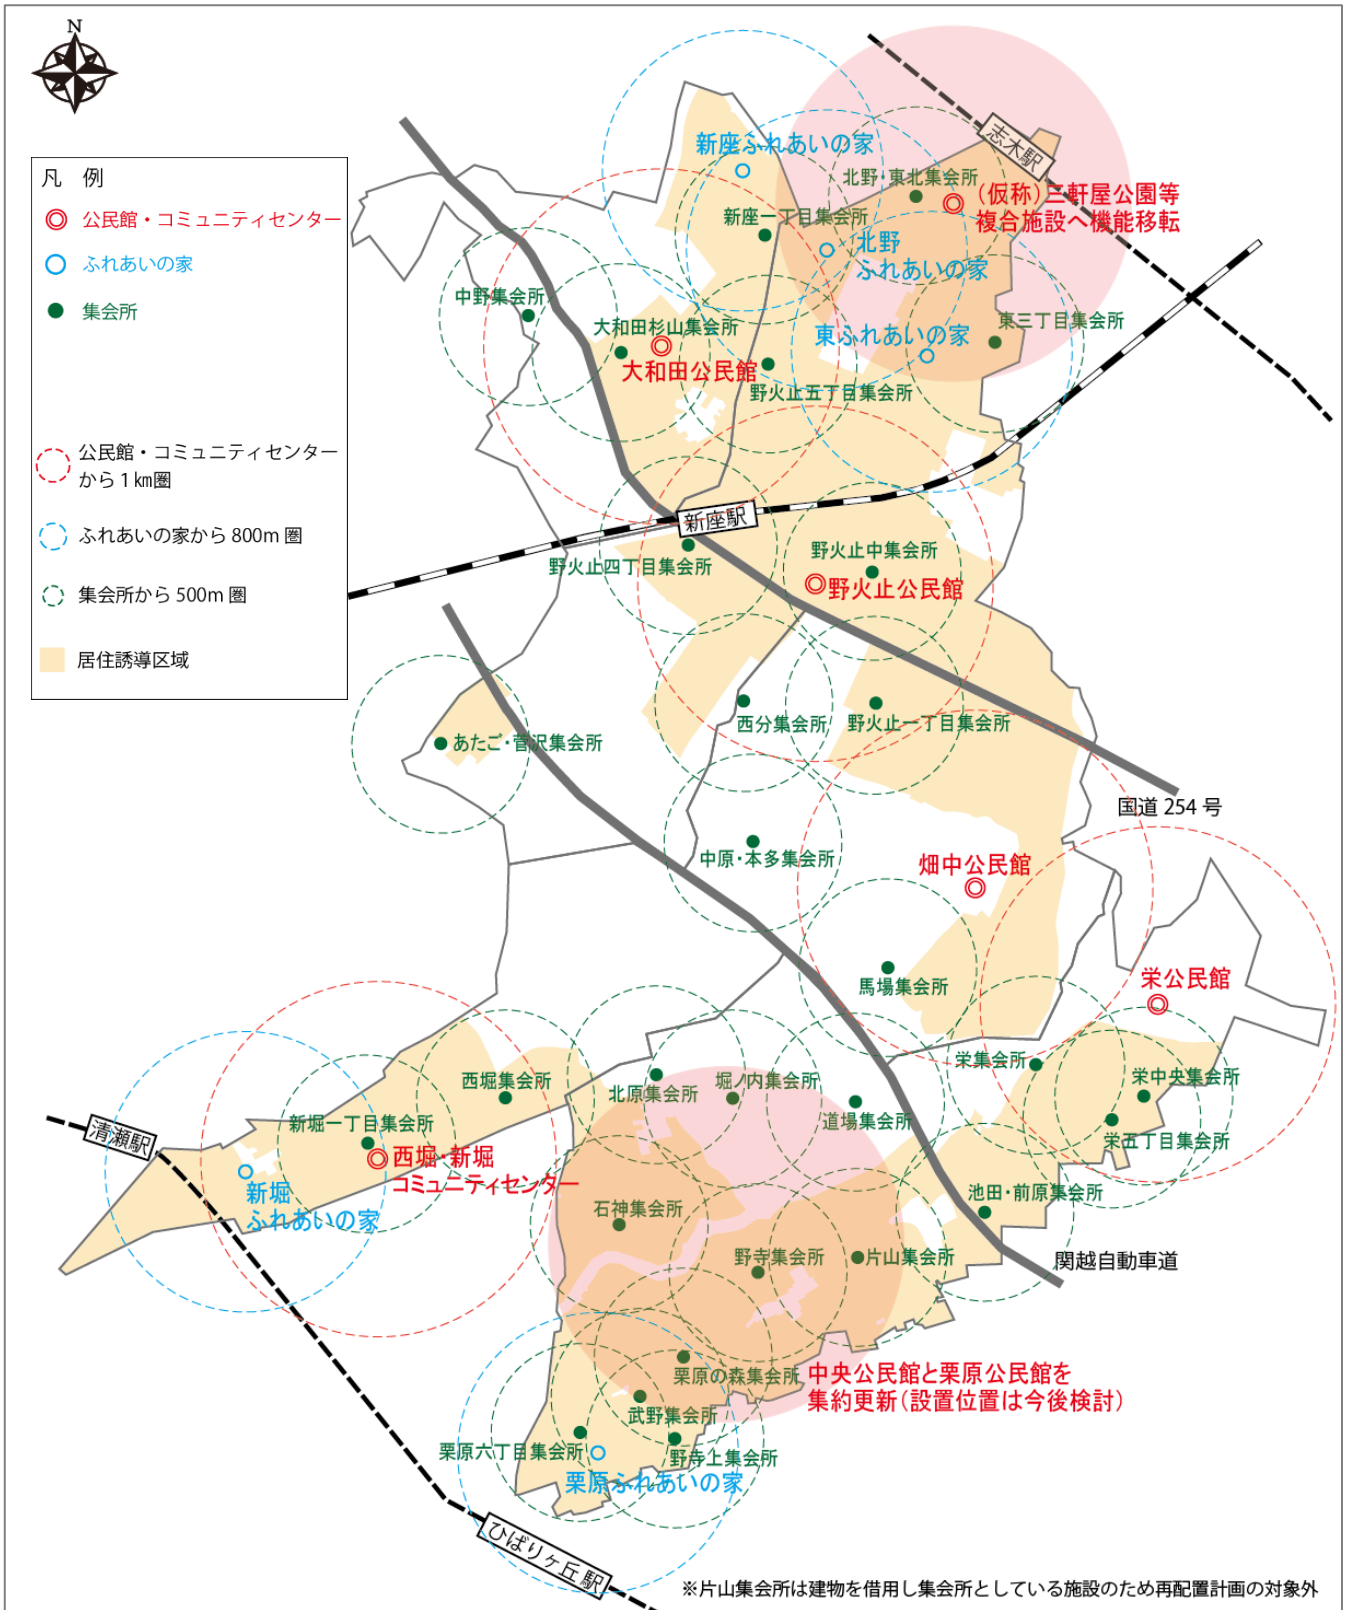 N
凡 例
公民館・コミュニティセンター
ふれあいの家
集会所
公民館・コミュニティセンター
から1㎞圏
ふれあいの家から 800m 圏
集会所から 500m 圏
居住誘導区域
志木駅
新座ふれあいの家
北野・東北集会所
(仮称)三軒屋公園等
複合施設へ機能移転
新座一丁目集会所
北野
ふれあいの家
中野集会所
大和田杉山集会所
大和田公民館
東ふれあいの家
東三丁目集会所
野火止五丁目集会所
新座駅
野火止四丁目集会所
野火止中集会所
野火止公民館
西分集会所
野火止一丁目集会所
あたご・菅沢集会所
国道 254 号
中原・本多集会所
畑中公民館
馬場集会所
栄公民館
栄集会所
栄中央集会所
栄五丁目集会所
西堀集会所
北原集会所
堀ノ内集会所
道場集会所
清瀬駅
新堀一丁目集会所
西堀・新堀
コミュニティセンター
新堀
ふれあいの家
池田・前原集会所
石神集会所
野寺集会所
片山集会所
関越自動車道
栗原の森集会所
中央公民館と栗原公民館を
集約更新(設置位置は今後検討)
武野集会所
栗原六丁目集会所
野寺上集会所
栗原ふれあいの家
ひばりヶ丘駅
※片山集会所は建物を借用し集会所としている施設のため再配置計画の対象外